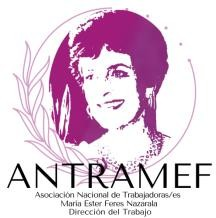 ANTRAMEF
Asociación Nacional de Trabajadoras/es
María Ester Feres Nazarala
Dirección del Trabajo